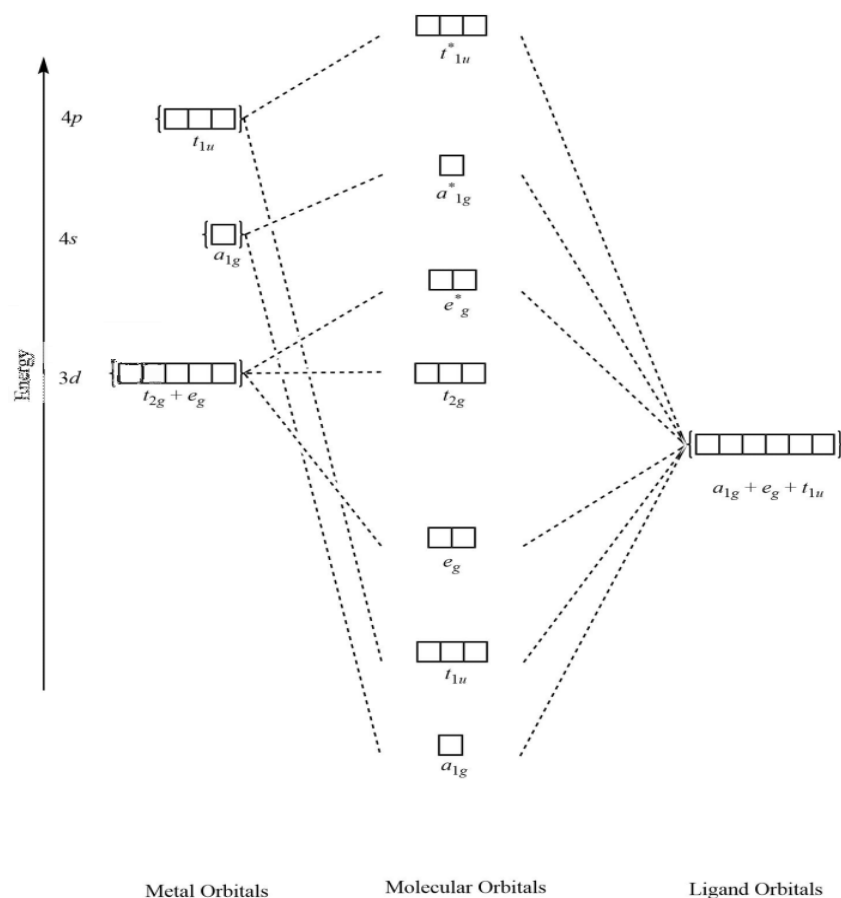 t*1u
4p
t1u
a*1g
4s
a1g
e*g
Energy
3d
t2g + eg
t2g
a1g + eg + t1u
eg
t1u
a1g
Metal Orbitals
Molecular Orbitals
Ligand Orbitals